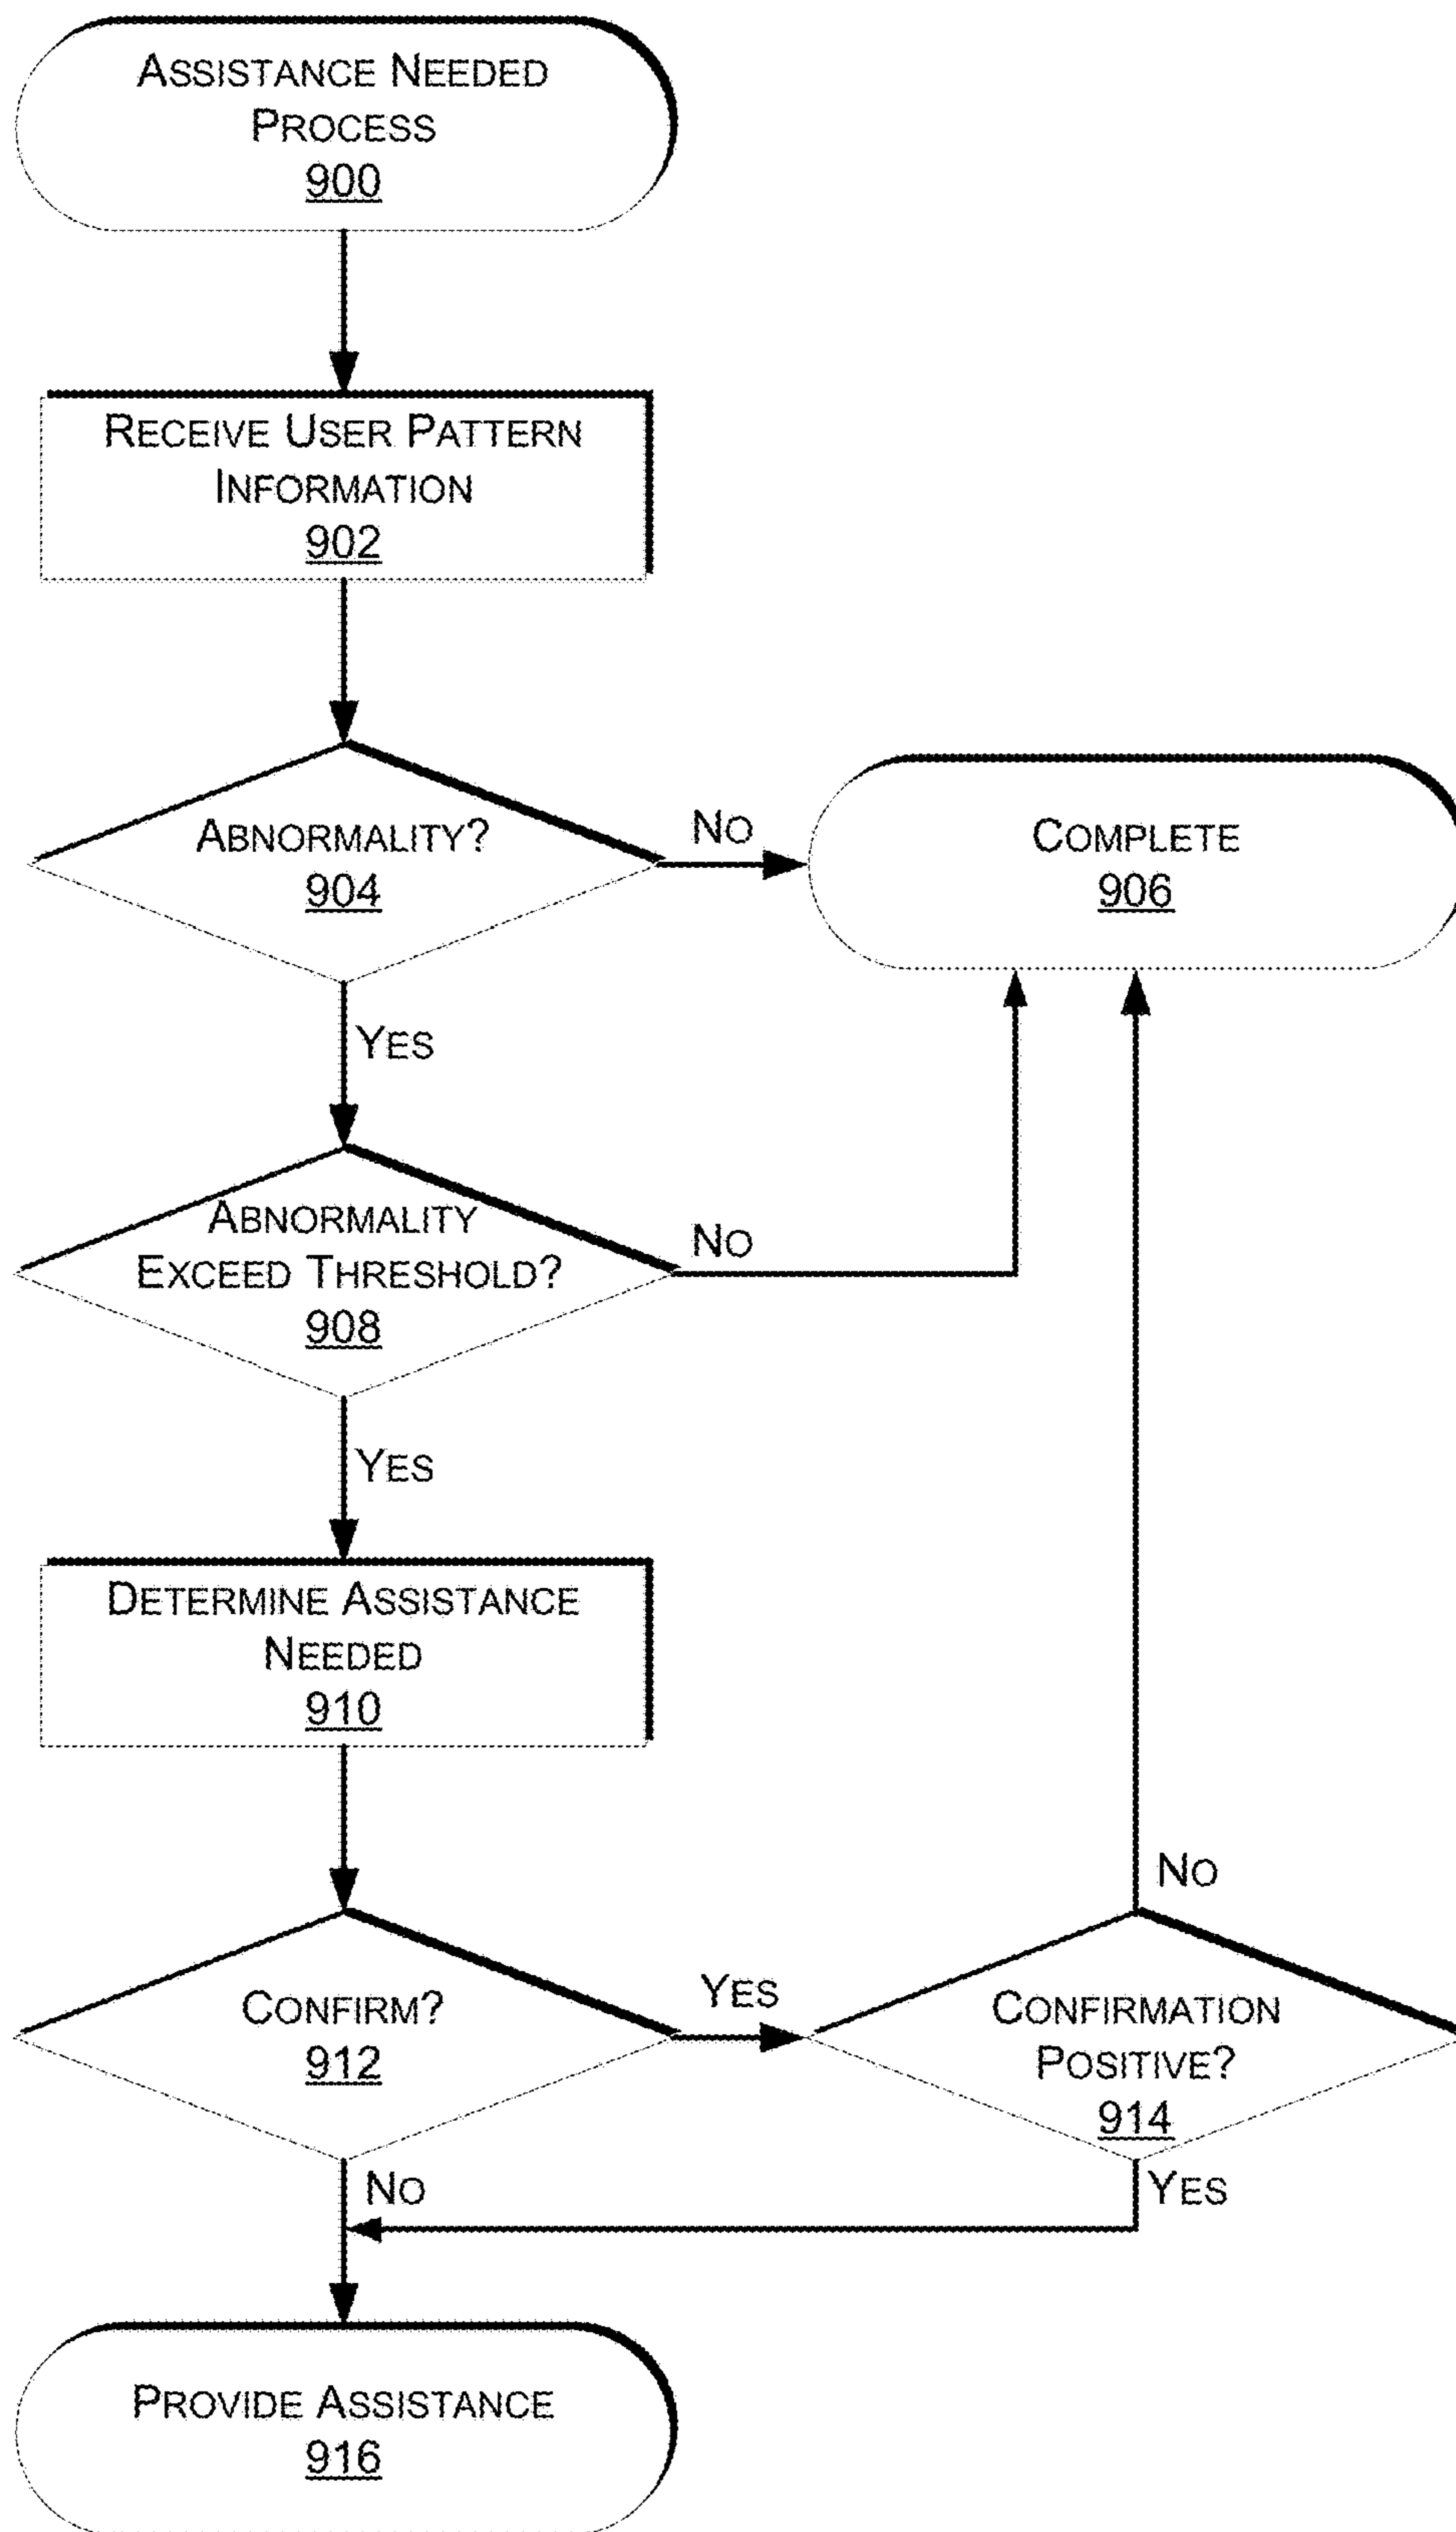 ASSISTANCE NEEDED
PROCESS
900
RECEIVE USER PATTERN
INFORMATION
902
ABNORMALITY?
904
NO
COMPLETE
906
YES
ABNORMALITY
EXCEED THRESHOLD?
908
NO
YES
DETERMINE ASSISTANCE
NEEDED
910
CONFIRM?
912
YES
NO
CONFIRMATION
POSITIVE?
914
NO
YES
PROVIDE ASSISTANCE
916